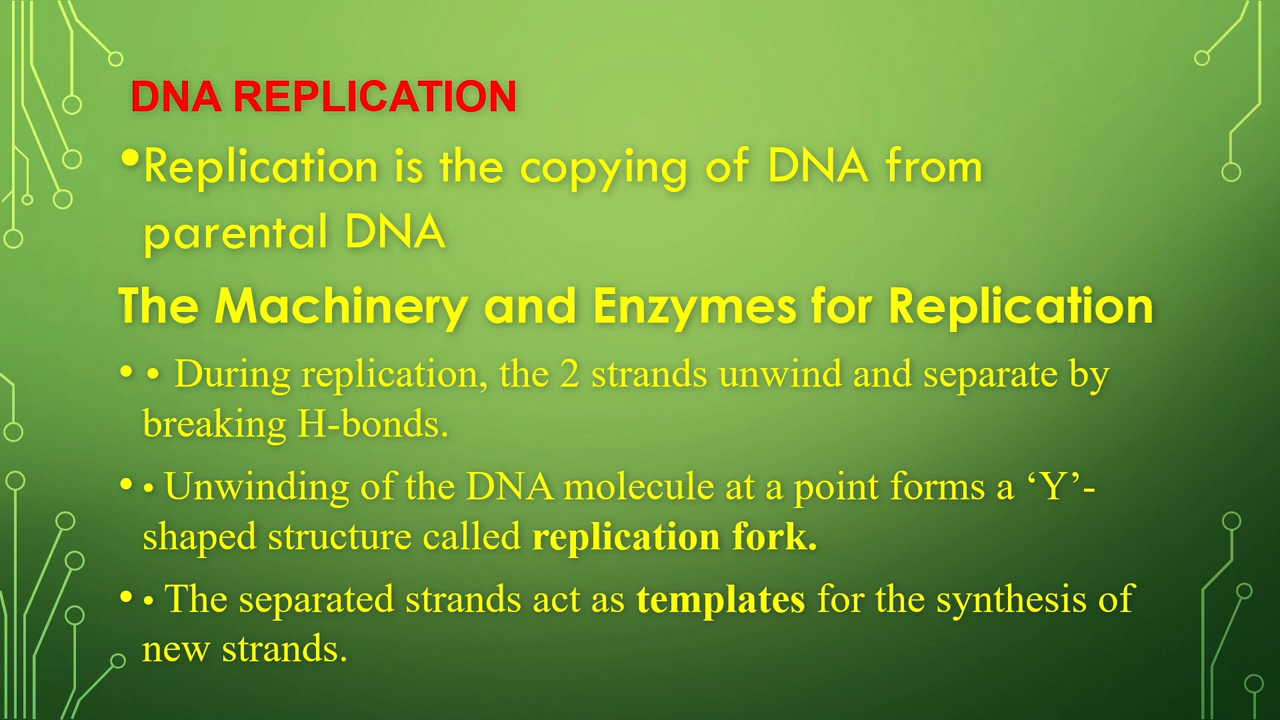 DNA REPLICATION
•Replication is the copying of DNA from
parental DNA
The Machinery and Enzymes for Replication
• • During replication, the 2 strands unwind and separate by
breaking H-bonds.
• • Unwinding of the DNA molecule at a point forms a ‘Y’-
shaped structure called replication fork.
• • The separated strands act as templates for the synthesis of
new strands.